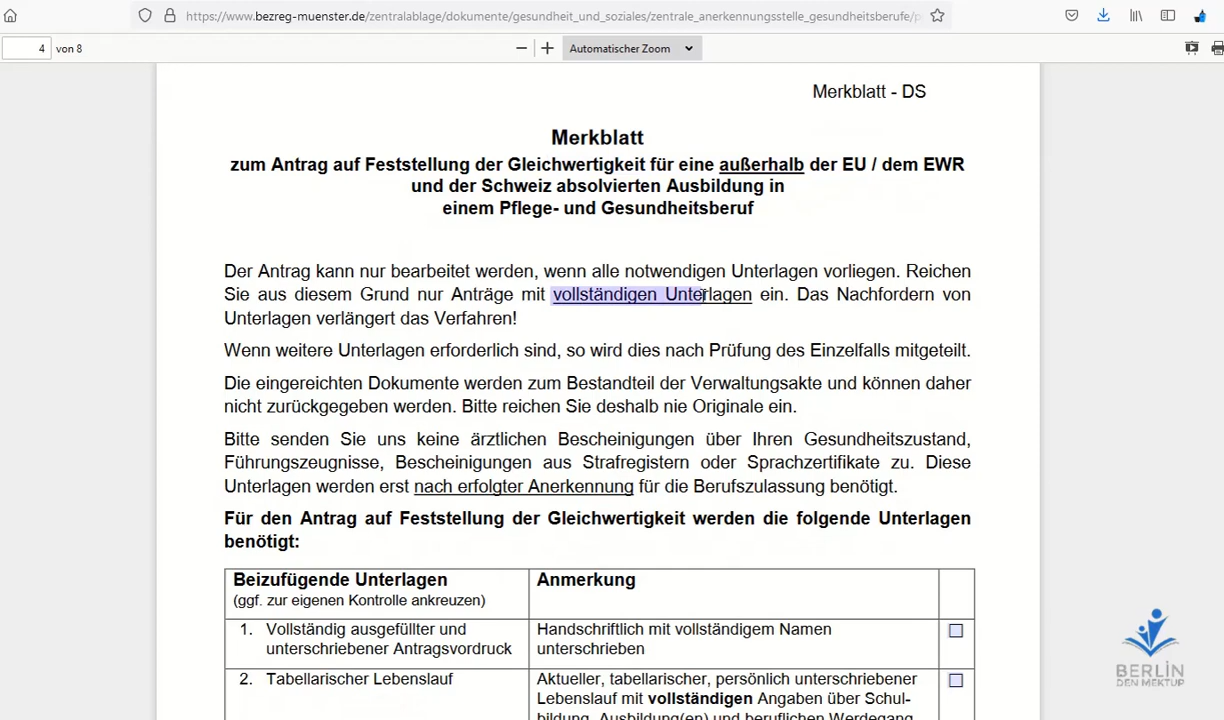 https://www.bezreg-muenster.de/zentralablage/dokumente/gesundheit_und_soziales/zentrale_anerkennungsstelle_gesundheitsberufe/p
4 von 8 Automatischer Zoom
Merkblatt - DS
Merkblatt
zum Antrag auf Feststellung der Gleichwertigkeit für eine außerhalb der EU / dem EWR
und der Schweiz absolvierten Ausbildung in
einem Pflege- und Gesundheitsberuf
Der Antrag kann nur bearbeitet werden, wenn alle notwendigen Unterlagen vorliegen. Reichen
Sie aus diesem Grund nur Anträge mit vollständigen Unterlagen ein. Das Nachfordern von
Unterlagen verlängert das Verfahren!
Wenn weitere Unterlagen erforderlich sind, so wird dies nach Prüfung des Einzelfalls mitgeteilt.
Die eingereichten Dokumente werden zum Bestandteil der Verwaltungsakte und können daher
nicht zurückgegeben werden. Bitte reichen Sie deshalb nie Originale ein.
Bitte senden Sie uns keine ärztlichen Bescheinigungen über Ihren Gesundheitszustand,
Führungszeugnisse, Bescheinigungen aus Strafregistern oder Sprachzertifikate zu. Diese
Unterlagen werden erst nach erfolgter Anerkennung für die Berufszulassung benötigt.
Für den Antrag auf Feststellung der Gleichwertigkeit werden die folgende Unterlagen
benötigt:
Beizufügende Unterlagen
(ggf. zur eigenen Kontrolle ankreuzen)
Anmerkung
1. Vollständig ausgefüllter und
unterschriebener Antragsvordruck
Handschriftlich mit vollständigem Namen
unterschrieben
2. Tabellarischer Lebenslauf
Aktueller, tabellarischer, persönlich unterschriebener
Lebenslauf mit vollständigen Angaben über Schul-
bildung, Ausbildung(en) und beruflichen Werdegang
BERLİN
DEN MEKTUP